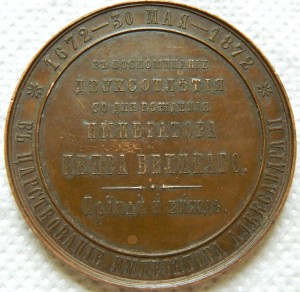 1672–30 МАЯ–1872
ВЪ ВОСПОМИНАНІЕ
ДВУХСОТЛѢТІЯ
СО ДНЯ РОЖДЕНІЯ
ИМПЕРАТОРА
ПЕТРА ВЕЛИКАГО.
ВЪ ЦАРСТВОВАНІЕ ИМПЕРАТОРА АЛЕКСАНДРА II